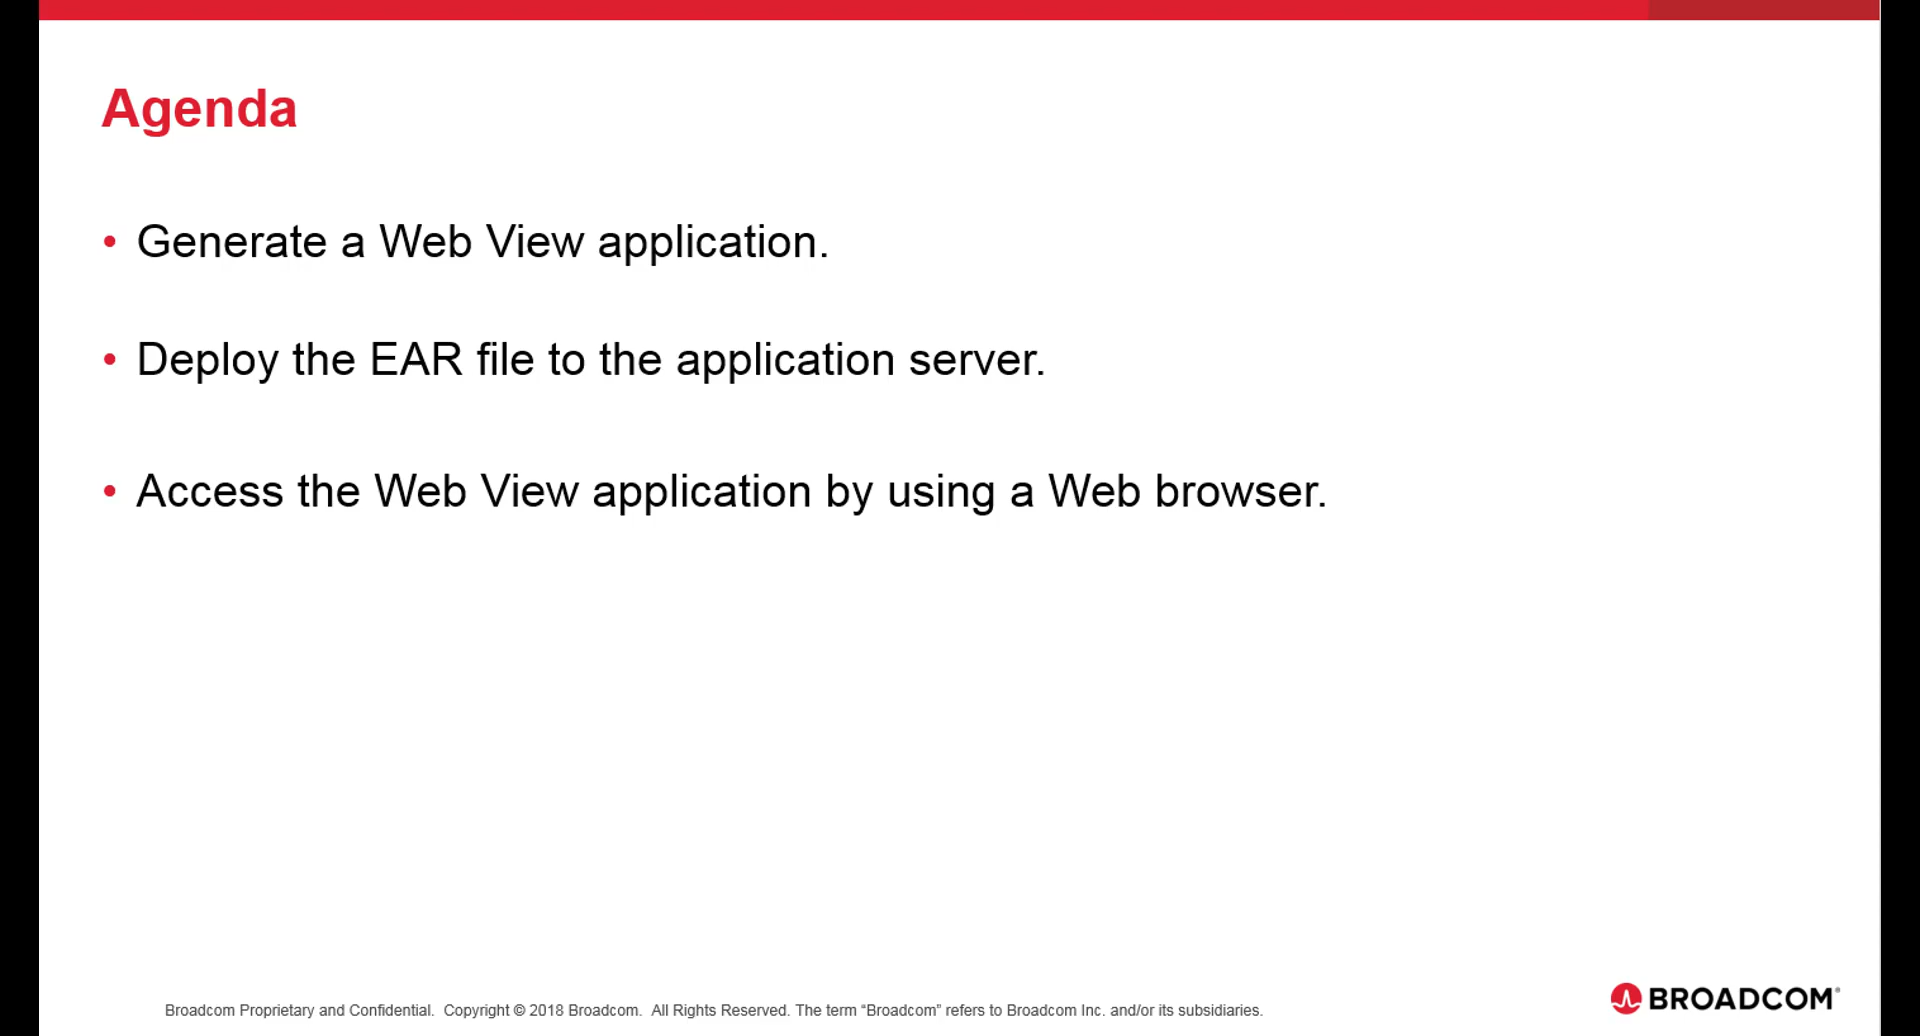 Agenda
• Generate a Web View application.
• Deploy the EAR file to the application server.
• Access the Web View application by using a Web browser.
Broadcom Proprietary and Confidential.  Copyright © 2018 Broadcom.  All Rights Reserved. The term “Broadcom” refers to Broadcom Inc. and/or its subsidiaries.
BROADCOM®